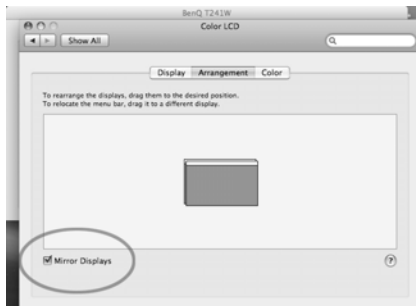 BenQ T241W
Color LCD
Show All
Display Arrangement Color
To rearrange the displays, drag them to the desired position.
To relocate the menu bar, drag it to a different display.
Mirror Displays
?